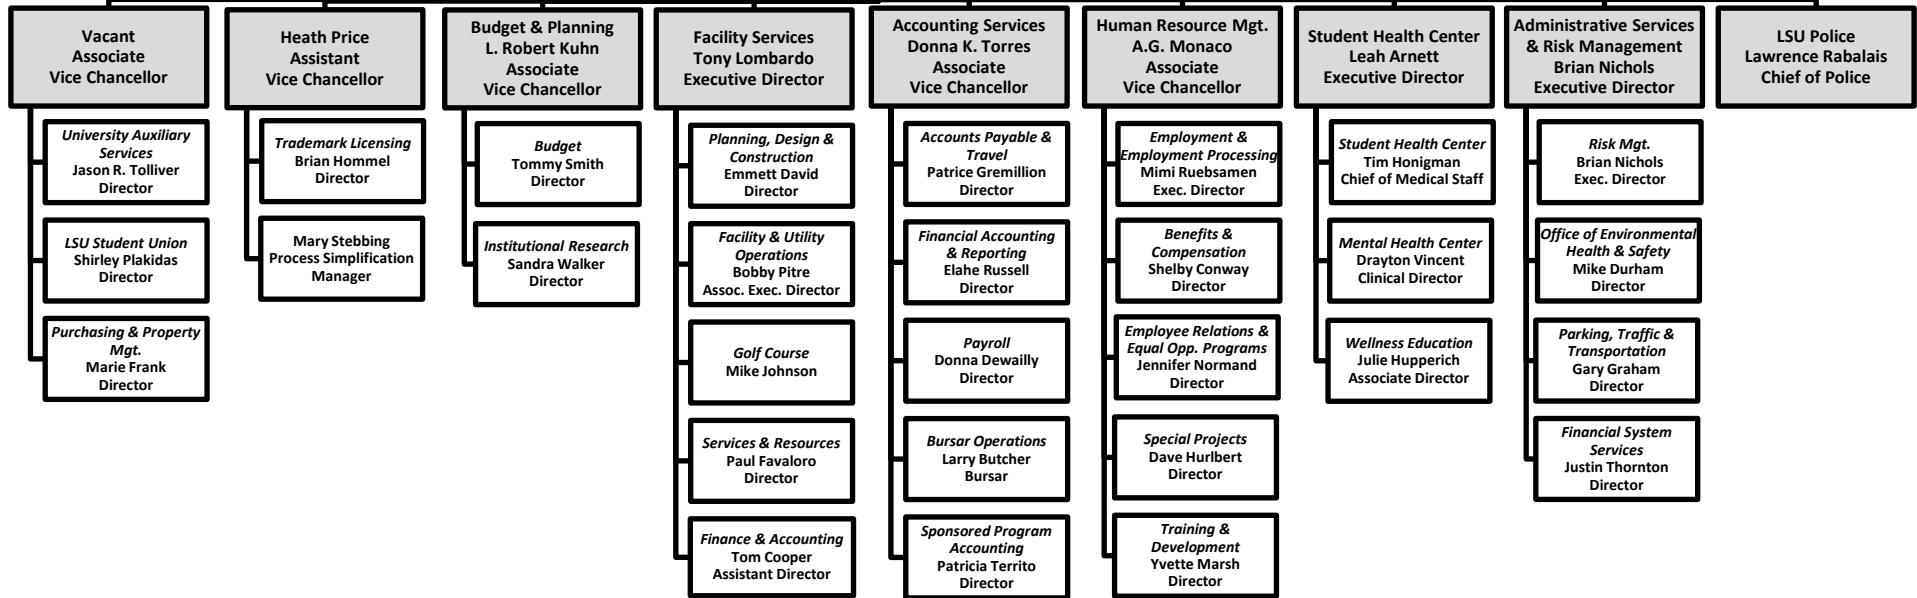 Vacant
Associate
Vice Chancellor
University Auxiliary
Services
Jason R. Tolliver
Director
LSU Student Union
Shirley Plakidas
Director
Purchasing & Property
Mgt.
Marie Frank
Director
Heath Price
Assistant
Vice Chancellor
Trademark Licensing
Brian Hommel
Director
Mary Stebbing
Process Simplification
Manager
Budget & Planning
L. Robert Kuhn
Associate
Vice Chancellor
Budget
Tommy Smith
Director
Institutional Research
Sandra Walker
Director
Facility Services
Tony Lombardo
Executive Director
Planning, Design &
Construction
Emmett David
Director
Facility & Utility
Operations
Bobby Pitre
Assoc. Exec. Director
Golf Course
Mike Johnson
Services & Resources
Paul Favaloro
Director
Finance & Accounting
Tom Cooper
Assistant Director
Accounting Services
Donna K. Torres
Associate
Vice Chancellor
Accounts Payable &
Travel
Patrice Gremillion
Director
Financial Accounting
& Reporting
Elahe Russell
Director
Payroll
Donna Dewailly
Director
Bursar Operations
Larry Butcher
Bursar
Sponsored Program
Accounting
Patricia Territo
Director
Human Resource Mgt.
A.G. Monaco
Associate
Vice Chancellor
Employment &
Employment Processing
Mimi Ruebsamen
Exec. Director
Benefits &
Compensation
Shelby Conway
Director
Employee Relations &
Equal Opp. Programs
Jennifer Normand
Director
Special Projects
Dave Hurlbert
Director
Training &
Development
Yvette Marsh
Director
Student Health Center
Leah Arnett
Executive Director
Student Health Center
Tim Honigman
Chief of Medical Staff
Mental Health Center
Drayton Vincent
Clinical Director
Wellness Education
Julie Hupperich
Associate Director
Administrative Services
& Risk Management
Brian Nichols
Executive Director
Risk Mgt.
Brian Nichols
Exec. Director
Office of Environmental
Health & Safety
Mike Durham
Director
Parking, Traffic &
Transportation
Gary Graham
Director
Financial System
Services
Justin Thornton
Director
LSU Police
Lawrence Rabalais
Chief of Police